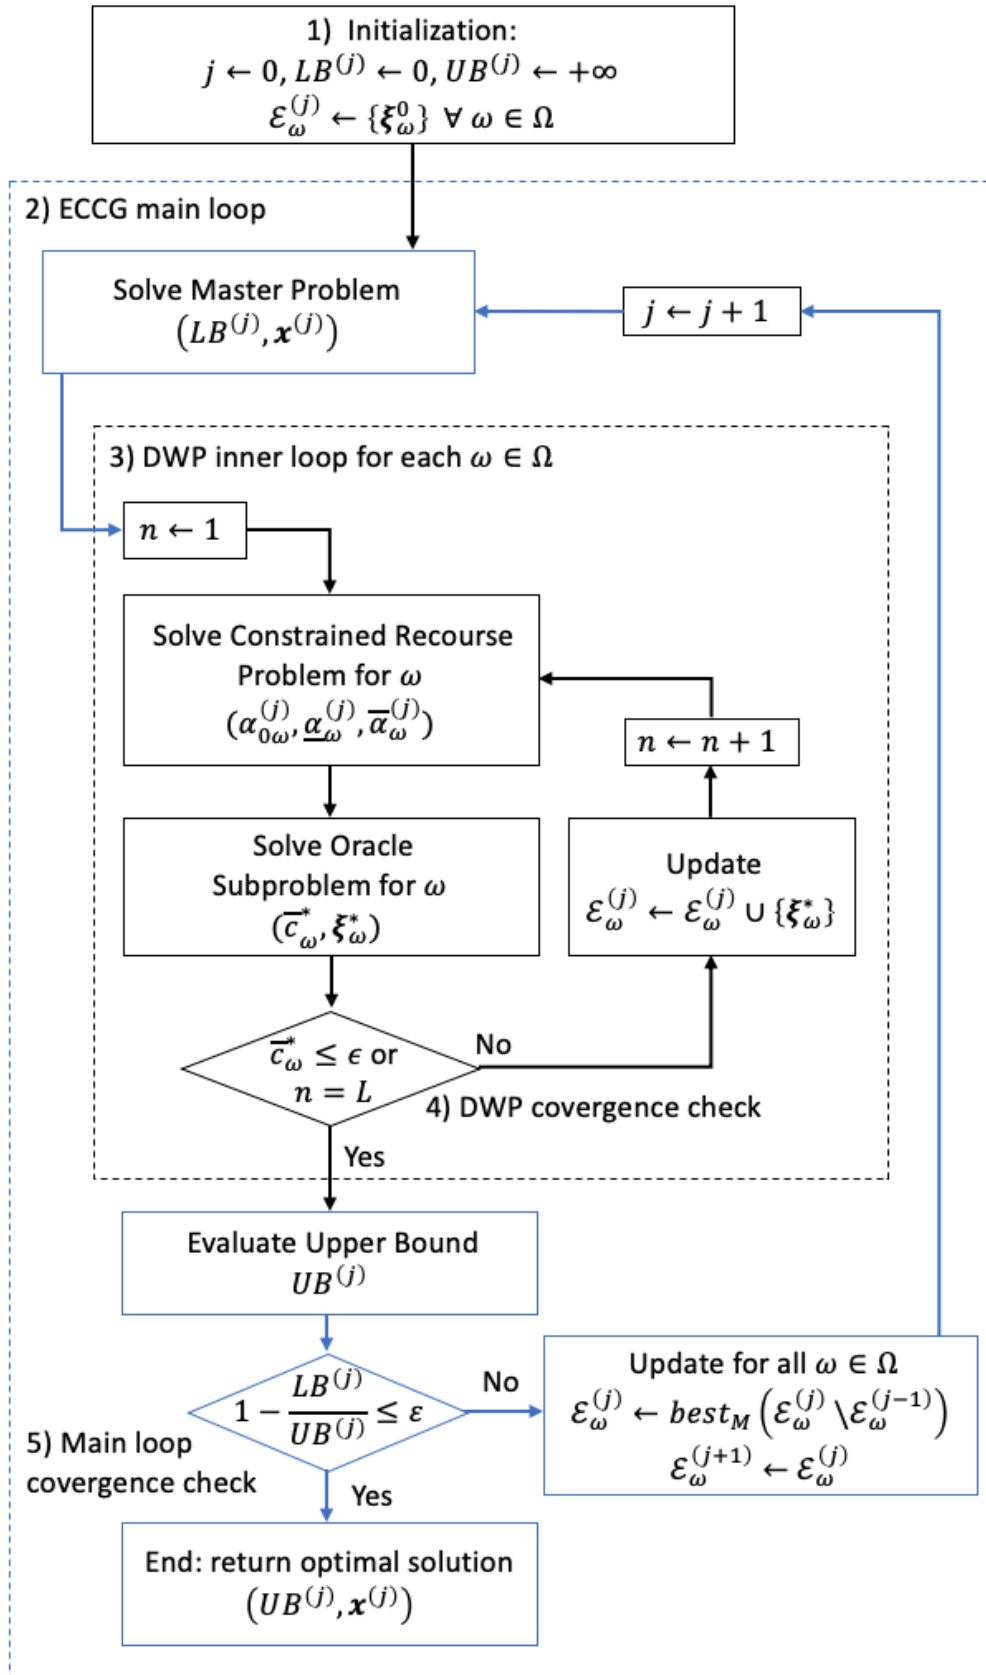 1) Initialization:
j ← 0, LB⁽ʲ⁾ ← 0, UB⁽ʲ⁾ ← +∞
ℰ_ω^(j) ← {ξ_ω^0} ∀ ω ∈ Ω
2) ECCG main loop
Solve Master Problem
(LB⁽ʲ⁾, x⁽ʲ⁾)
j ← j + 1
3) DWP inner loop for each ω ∈ Ω
n ← 1
Solve Constrained Recourse
Problem for ω
(α_{0ω}^(j), α̲_ω^(j), α̅_ω^(j))
n ← n + 1
Solve Oracle
Subproblem for ω
(c̅_ω^*, ξ_ω^*)
Update
ℰ_ω^(j) ← ℰ_ω^(j) ∪ {ξ_ω^*}
c̅_ω^* ≤ ϵ or
n = L
No
4) DWP covergence check
Yes
Evaluate Upper Bound
UB⁽ʲ⁾
1 − LB⁽ʲ⁾/UB⁽ʲ⁾ ≤ ε
No
Update for all ω ∈ Ω
ℰ_ω^(j) ← best_M (ℰ_ω^(j) \ℰ_ω^(j−1))
ℰ_ω^(j+1) ← ℰ_ω^(j)
5) Main loop
covergence check
Yes
End: return optimal solution
(UB⁽ʲ⁾, x⁽ʲ⁾)